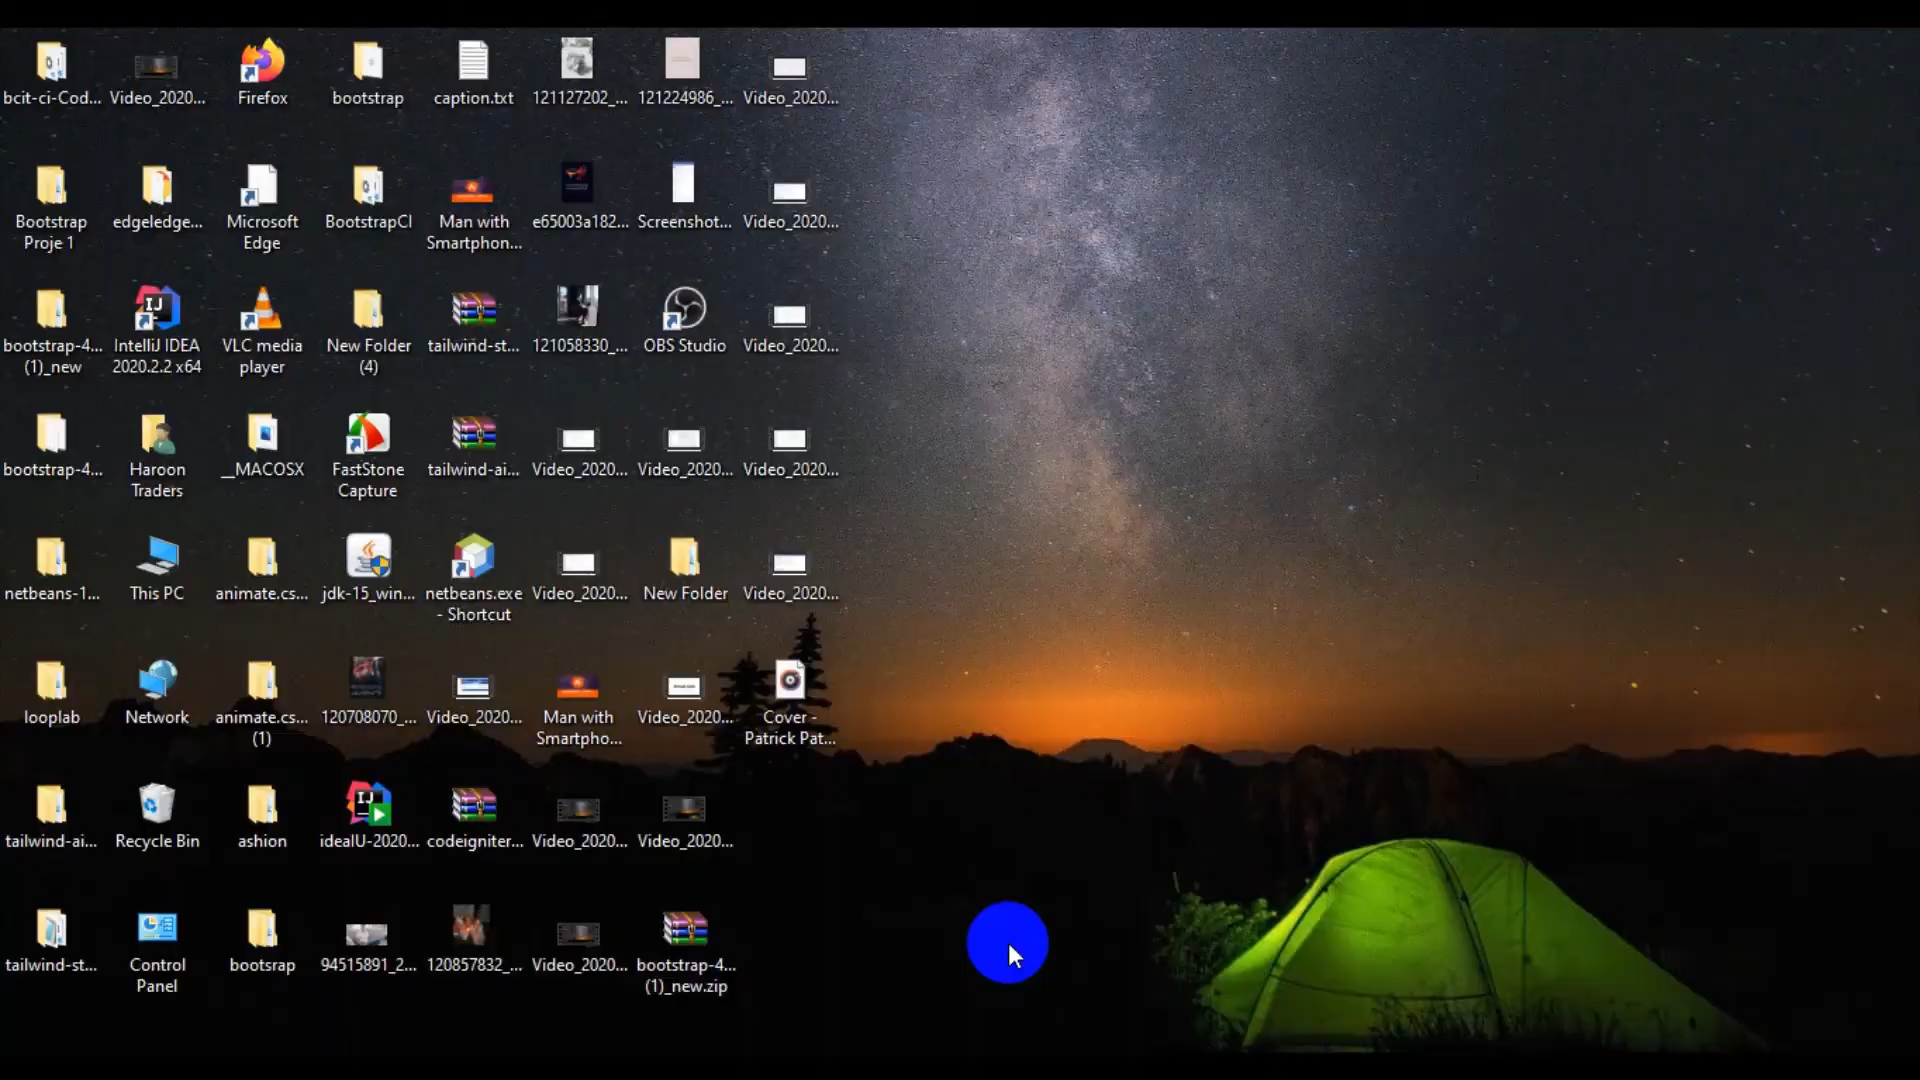 bcit-ci-Cod...
Video_2020...
Firefox
bootstrap
caption.txt
121127202_...
121224986_...
Video_2020...
Bootstrap
Proje 1
edgeledge...
Microsoft
Edge
BootstrapCI
Man with
Smartphon...
e65003a182...
Screenshot...
Video_2020...
bootstrap-4...
(1)_new
IntelliJ IDEA
2020.2.2 x64
VLC media
player
New Folder
(4)
tailwind-st...
121058330_...
OBS Studio
Video_2020...
bootstrap-4...
Haroon
Traders
__MACOSX
FastStone
Capture
tailwind-ai...
Video_2020...
Video_2020...
Video_2020...
netbeans-1...
This PC
animate.cs...
jdk-15_win...
netbeans.exe
- Shortcut
Video_2020...
New Folder
Video_2020...
looplab
Network
animate.cs...
(1)
120708070_...
Video_2020...
Man with
Smartpho...
Video_2020...
Cover -
Patrick Pat...
tailwind-ai...
Recycle Bin
ashion
idealU-2020...
codeigniter...
Video_2020...
Video_2020...
tailwind-st...
Control
Panel
bootsrap
94515891_2...
120857832_...
Video_2020...
bootstrap-4...
(1)_new.zip